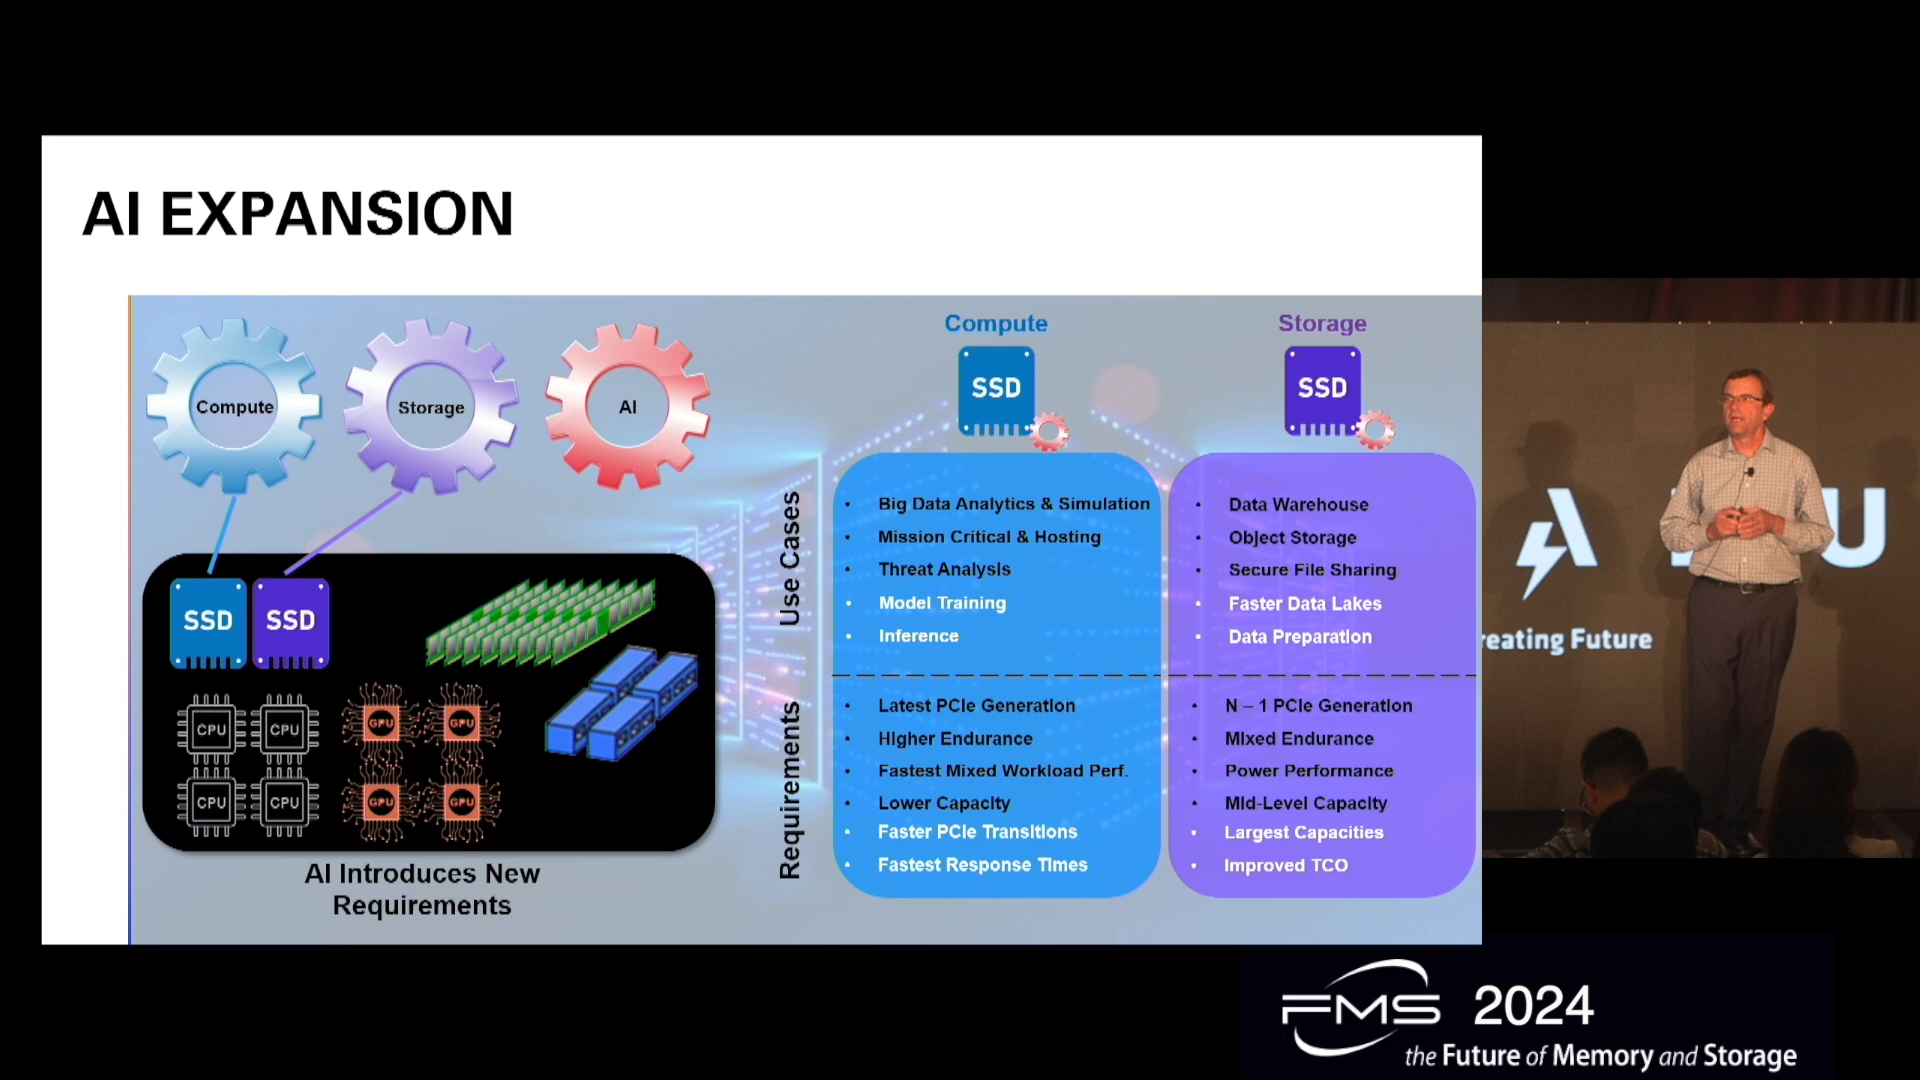 AI EXPANSION
Compute
Storage
AI
SSD
SSD
CPU
CPU
GPU
GPU
CPU
CPU
GPU
GPU
AI Introduces New
Requirements
Use Cases
Requirements
Compute
SSD
• Big Data Analytics & Simulation
• Mission Critical & Hosting
• Threat Analysis
• Model Training
• Inference
• Latest PCIe Generation
• Higher Endurance
• Fastest Mixed Workload Perf.
• Lower Capacity
• Faster PCIe Transitions
• Fastest Response Times
Storage
SSD
• Data Warehouse
• Object Storage
• Secure File Sharing
• Faster Data Lakes
• Data Preparation
• N – 1 PCIe Generation
• Mixed Endurance
• Power Performance
• Mid-Level Capacity
• Largest Capacities
• Improved TCO
U
Future
FMS 2024
the Future of Memory and Storage